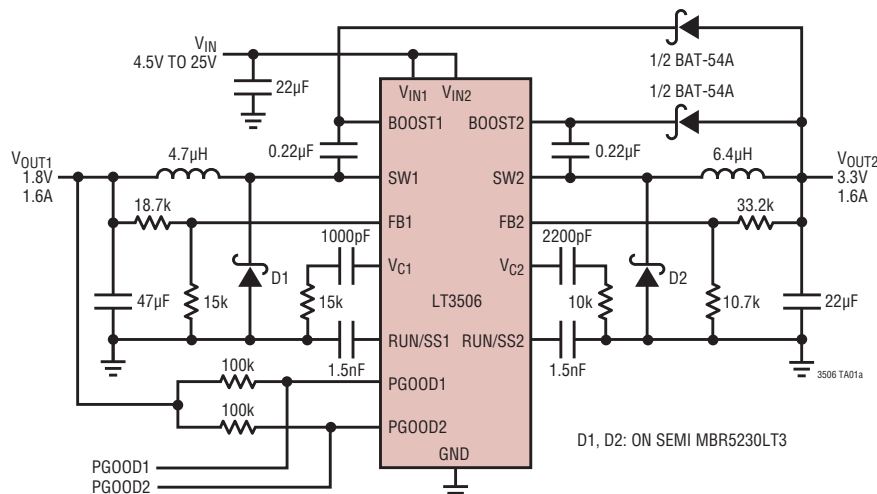 V_IN
4.5V TO 25V
22µF
1/2 BAT-54A
1/2 BAT-54A
V_IN1
V_IN2
BOOST1
BOOST2
0.22µF
0.22µF
V_OUT1
1.8V
1.6A
4.7µH
SW1
SW2
6.4µH
V_OUT2
3.3V
1.6A
18.7k
FB1
FB2
33.2k
1000pF
2200pF
V_C1
V_C2
D1
D2
47µF
15k
15k
LT3506
10k
10.7k
22µF
RUN/SS1
RUN/SS2
1.5nF
1.5nF
3506 TA01a
100k
PGOOD1
100k
PGOOD2
D1, D2: ON SEMI MBR5230LT3
GND
PGOOD1
PGOOD2